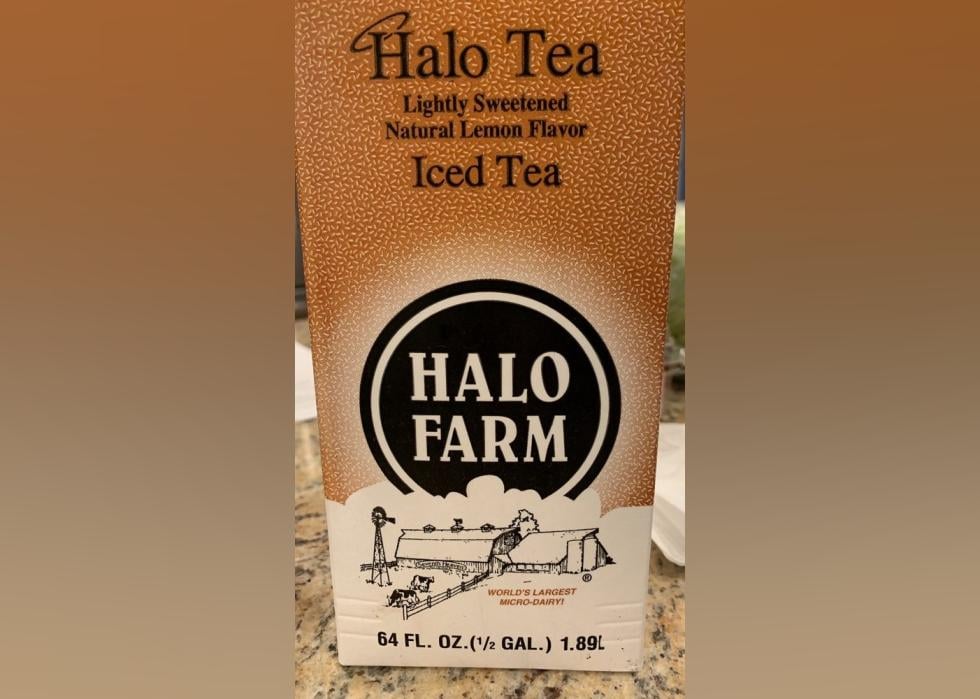 Halo Tea
Lightly Sweetened
Natural Lemon Flavor
Iced Tea
HALO
FARM
®
WORLD'S LARGEST
MICRO-DAIRY!
64 FL. OZ.(1/2 GAL.) 1.89L